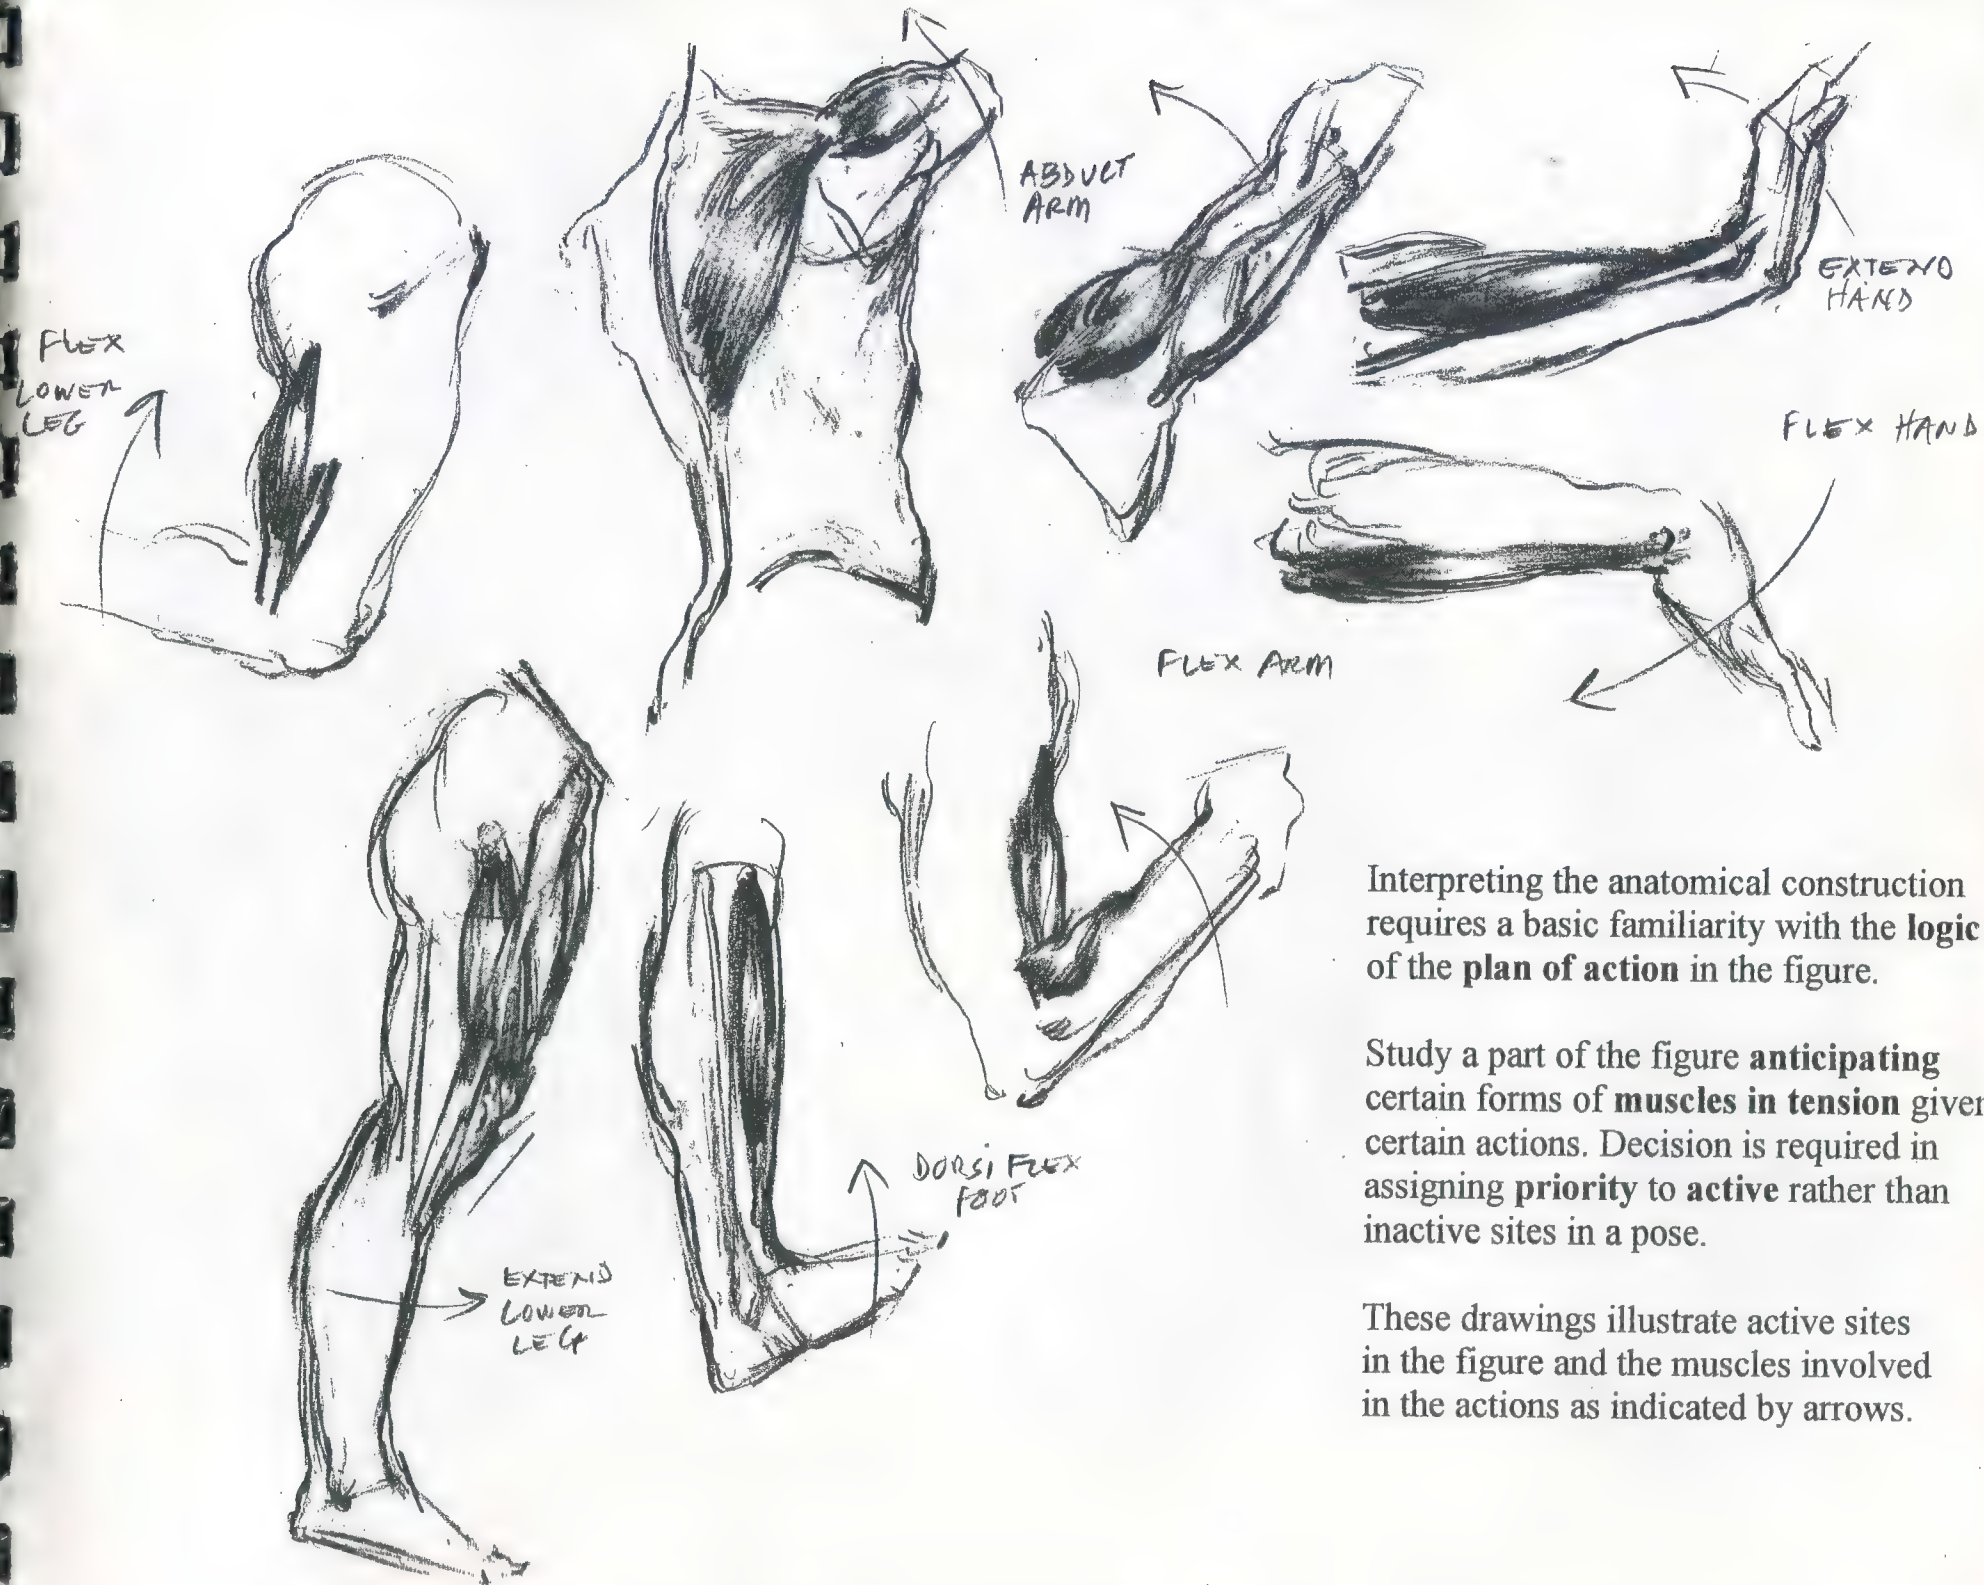 ABDUCT
ARM
EXTEND
HAND
FLEX
LOWER
LEG
FLEX HAND
FLEX ARM
DORSI FLEX
FOOT
EXTEND
LOWER
LEG
Interpreting the anatomical construction
requires a basic familiarity with the logic
of the plan of action in the figure.
Study a part of the figure anticipating
certain forms of muscles in tension given
certain actions. Decision is required in
assigning priority to active rather than
inactive sites in a pose.
These drawings illustrate active sites
in the figure and the muscles involved
in the actions as indicated by arrows.